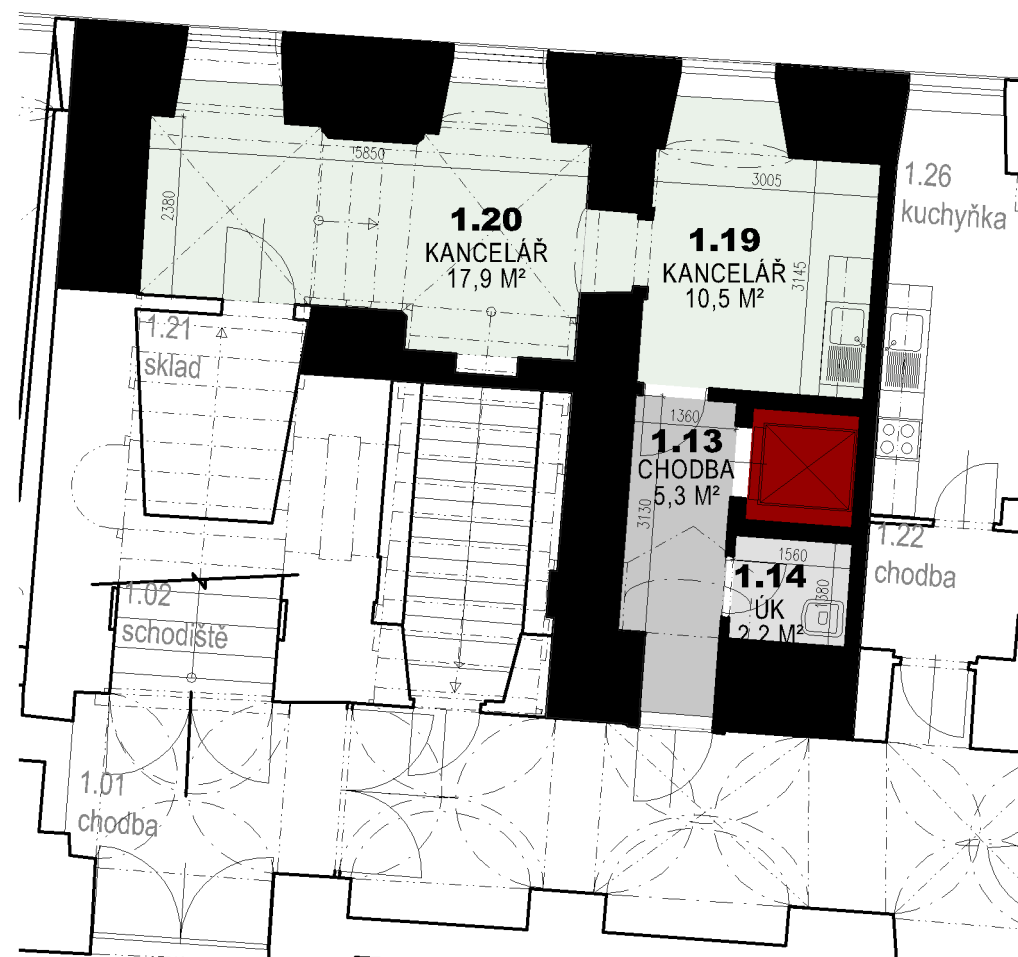 5850
2380
1.20
KANCELÁŘ
17,9 M²
3005
1.19
KANCELÁŘ
10,5 M²
3145
1.26
kuchyňka
1.21
sklad
1360
1.13
CHODBA
5,3 M²
3130
1560
1.14
ÚK
2,2 M²
1380
1.22
chodba
1.02
schodiště
1.01
chodba